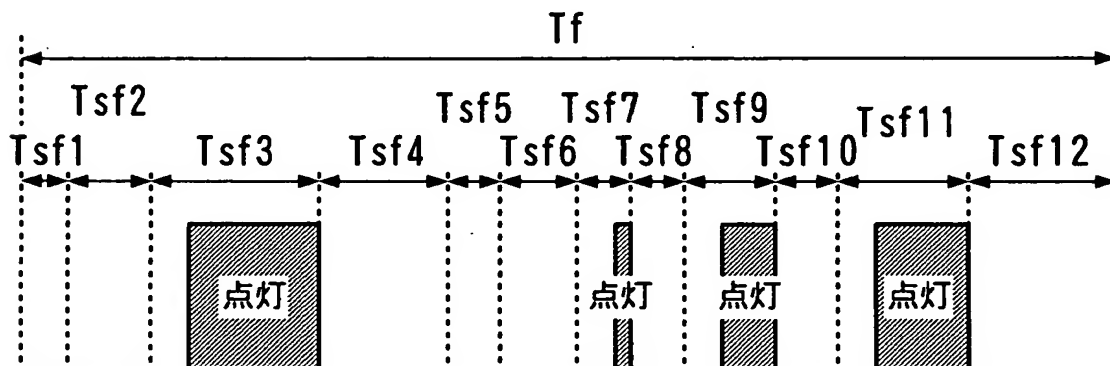 Tf
Tsf2 Tsf5 Tsf7 Tsf9 Tsf11
Tsf1 Tsf3 Tsf4 Tsf6 Tsf8 Tsf10 Tsf12
点灯 点灯 点灯 点灯